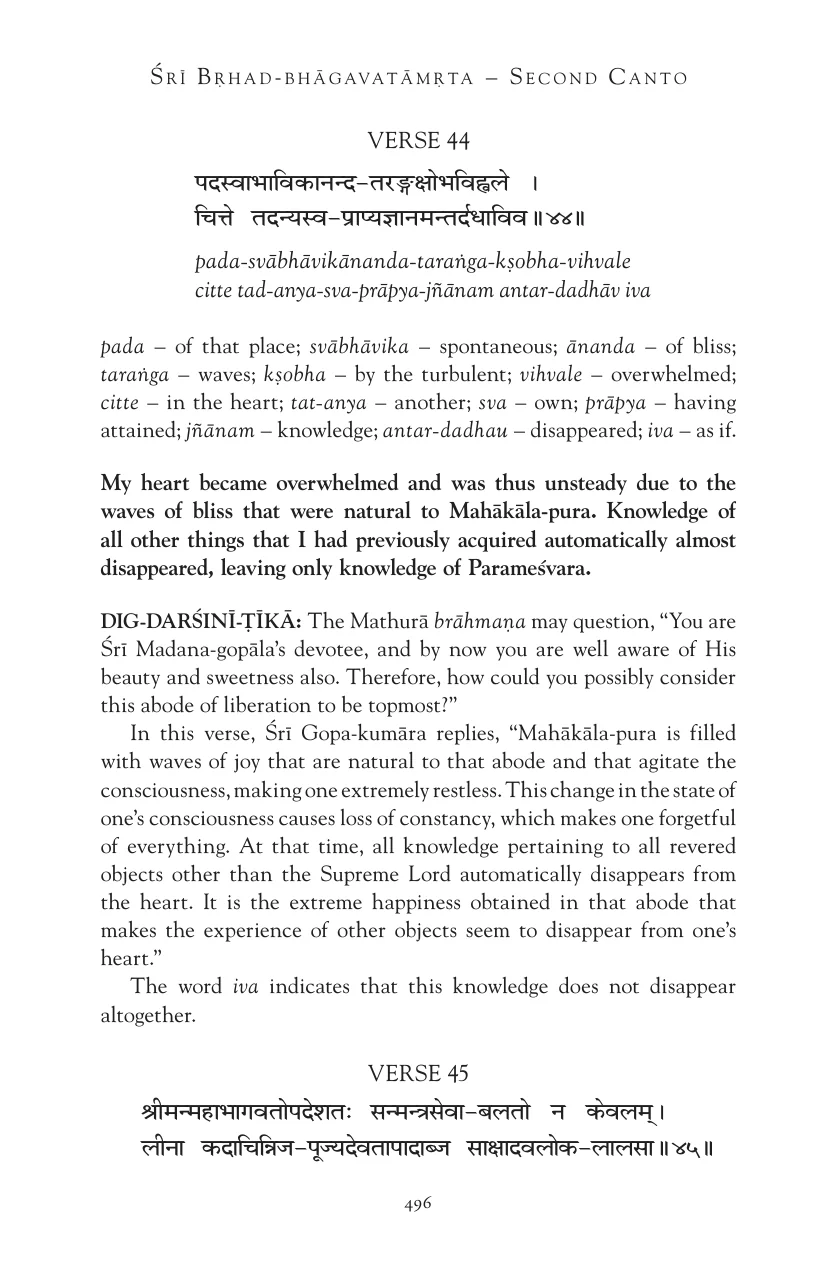 ŚRĪ BṚHAD-BHĀGAVATĀMṚTA – SECOND CANTO
VERSE 44
पदस्वाभाविकानन्द–तरङ्गक्षोभविह्वले ।
चित्ते तदन्यस्व–प्राप्यज्ञानमन्तर्दधाविव॥४४॥
pada-svābhāvikānanda-taraṅga-kṣobha-vihvale
citte tad-anya-sva-prāpya-jñānam antar-dadhāv iva
pada – of that place; svābhāvika – spontaneous; ānanda – of bliss;
taraṅga – waves; kṣobha – by the turbulent; vihvale – overwhelmed;
citte – in the heart; tat-anya – another; sva – own; prāpya – having
attained; jñānam – knowledge; antar-dadhau – disappeared; iva – as if.
My heart became overwhelmed and was thus unsteady due to the
waves of bliss that were natural to Mahākāla-pura. Knowledge of
all other things that I had previously acquired automatically almost
disappeared, leaving only knowledge of Parameśvara.
DIG-DARŚINĪ-ṬĪKĀ: The Mathurā brāhmaṇa may question, “You are
Śrī Madana-gopāla’s devotee, and by now you are well aware of His
beauty and sweetness also. Therefore, how could you possibly consider
this abode of liberation to be topmost?”
In this verse, Śrī Gopa-kumāra replies, “Mahākāla-pura is filled
with waves of joy that are natural to that abode and that agitate the
consciousness, making one extremely restless. This change in the state of
one’s consciousness causes loss of constancy, which makes one forgetful
of everything. At that time, all knowledge pertaining to all revered
objects other than the Supreme Lord automatically disappears from
the heart. It is the extreme happiness obtained in that abode that
makes the experience of other objects seem to disappear from one’s
heart.”
The word iva indicates that this knowledge does not disappear
altogether.
VERSE 45
श्रीमन्महाभागवतोपदेशतः सन्मन्त्रसेवा–बलतो न केवलम्।
लीना कदाचिन्निज–पूज्यदेवतापादाब्ज साक्षादवलोक–लालसा॥४५॥
496